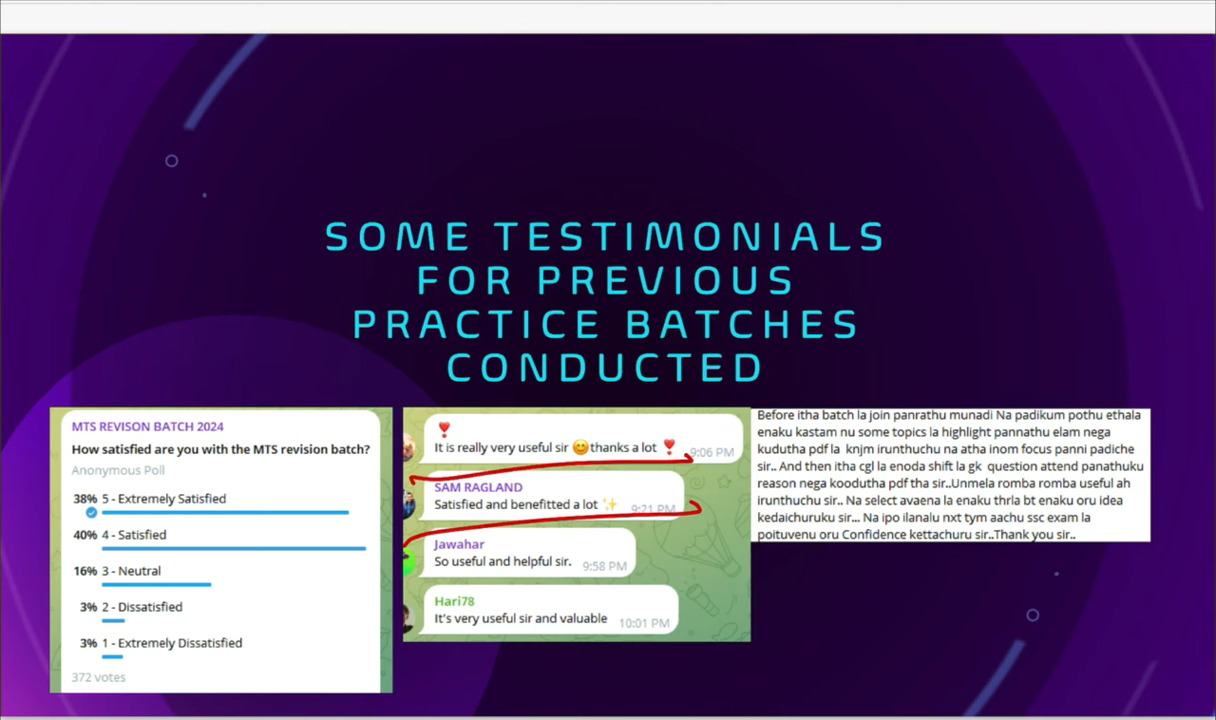 SOME TESTIMONIALS
FOR PREVIOUS
PRACTICE BATCHES
CONDUCTED
MTS REVISON BATCH 2024
How satisfied are you with the MTS revision batch?
Anonymous Poll
38% 5 - Extremely Satisfied
40% 4 - Satisfied
16% 3 - Neutral
3% 2 - Dissatisfied
3% 1 - Extremely Dissatisfied
372 votes
❣️
It is really very useful sir 😊thanks a lot ❣️ 9:06 PM
SAM RAGLAND
Satisfied and benefitted a lot ✨ 9:21 PM
Jawahar
So useful and helpful sir. 9:58 PM
Hari78
It's very useful sir and valuable 10:01 PM
Before itha batch la join panrathu munadi Na padikum pothu ethala
enaku kastam nu some topics la highlight pannathu elam nega
kudutha pdf la knjm irunthuchu na atha inom focus panni padiche
sir.. And then itha cgl la enoda shift la gk question attend panathuku
reason nega koodutha pdf tha sir..Unmela romba romba useful ah
irunthuchu sir.. Na select avaena la enaku thrla bt enaku oru idea
kedaichuruku sir... Na ipo ilanalu nxt tym aachu ssc exam la
poituvenu oru Confidence kettachuru sir..Thank you sir..